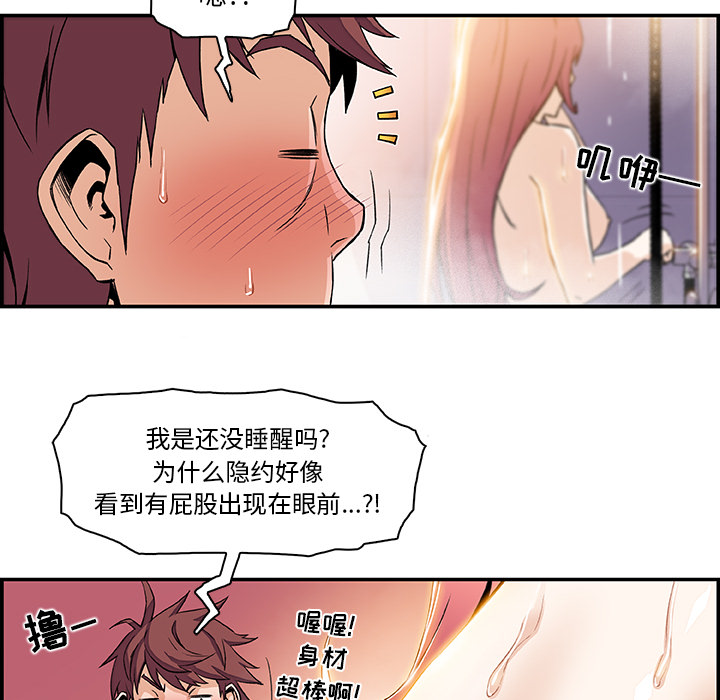 叽咿—
我是还没睡醒吗?
为什么隐约好像
看到有屁股出现在眼前...?!
撸–
喔喔!
身材
超棒啊!